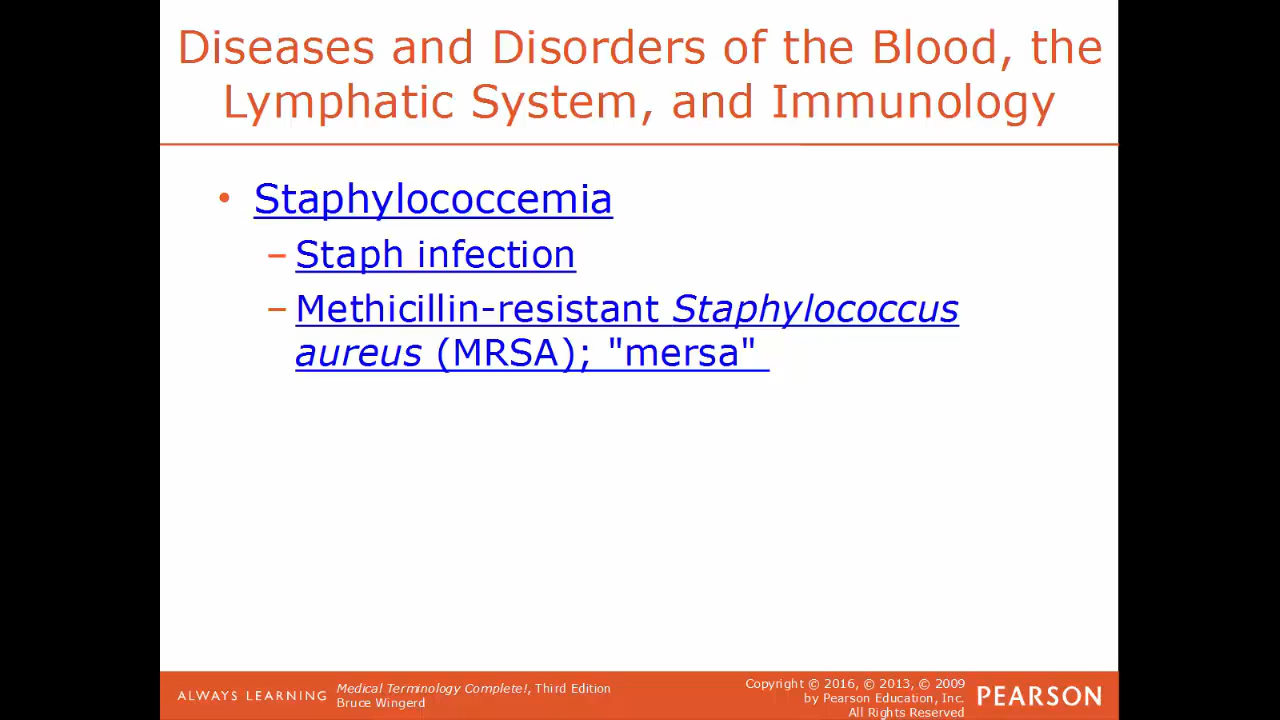 Diseases and Disorders of the Blood, the
Lymphatic System, and Immunology
• Staphylococcemia
– Staph infection
– Methicillin-resistant Staphylococcus
aureus (MRSA); "mersa"
ALWAYS LEARNING
Medical Terminology Complete!, Third Edition
Bruce Wingerd
Copyright © 2016, © 2013, © 2009
by Pearson Education, Inc.
All Rights Reserved
PEARSON